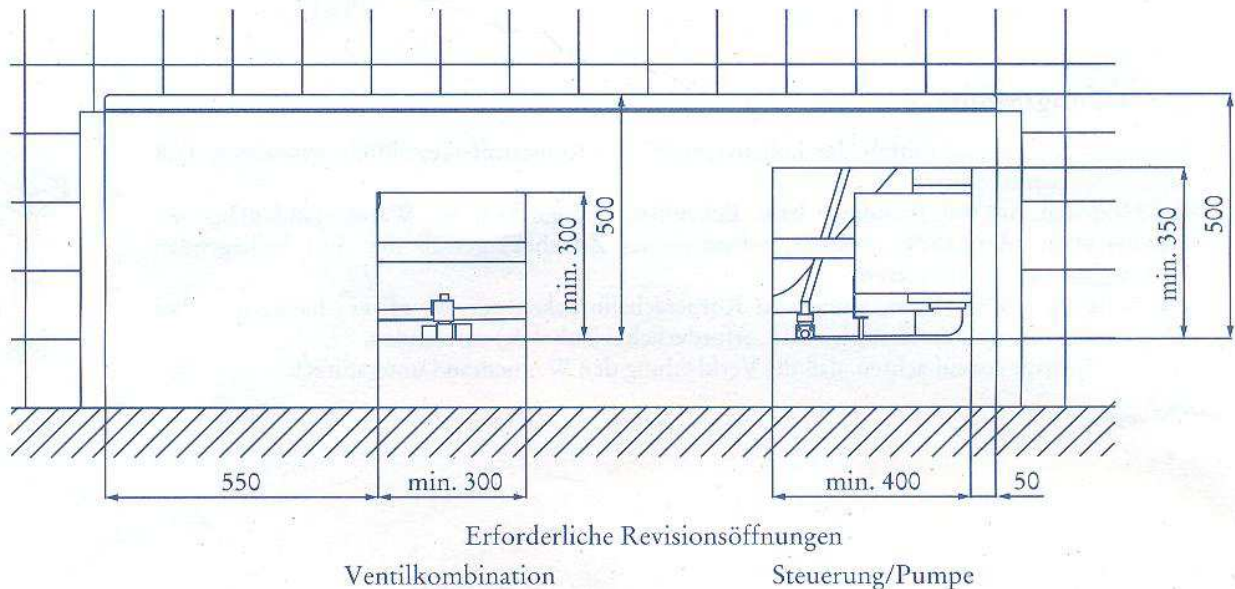 min. 300
500
min. 350
500
550
min. 300
min. 400
50
Erforderliche Revisionsöffnungen
Ventilkombination
Steuerung/Pumpe